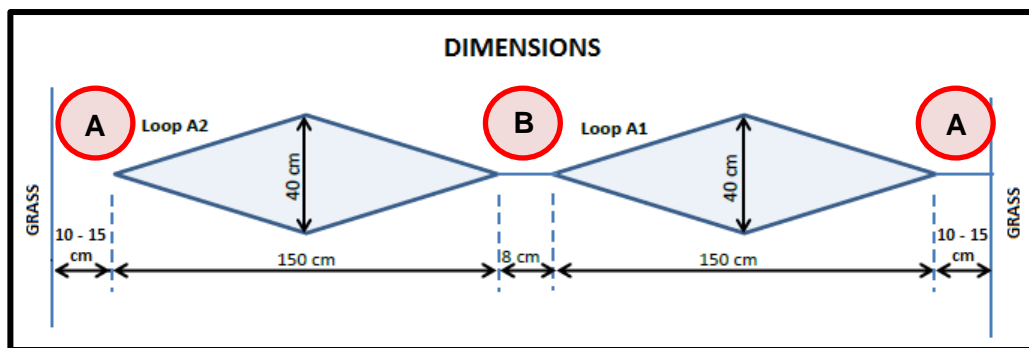 DIMENSIONS
A
B
A
Loop A2
Loop A1
40 cm
40 cm
GRASS
GRASS
10 - 15
cm
150 cm
8 cm
150 cm
10 - 15
cm